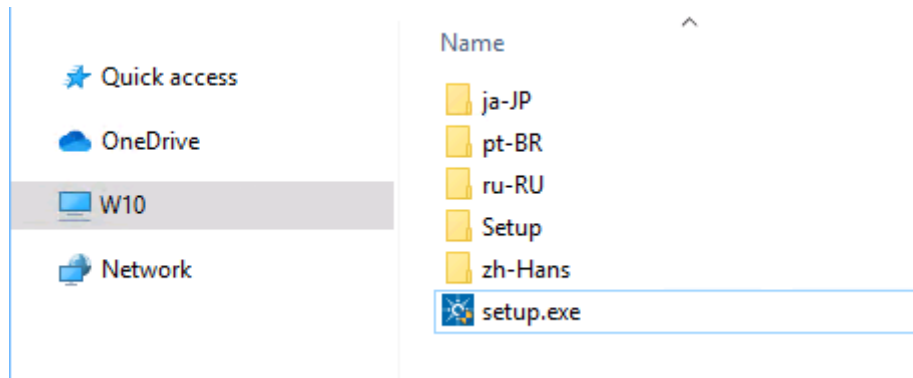 Quick access
OneDrive
W10
Network
Name
ja-JP
pt-BR
ru-RU
Setup
zh-Hans
setup.exe